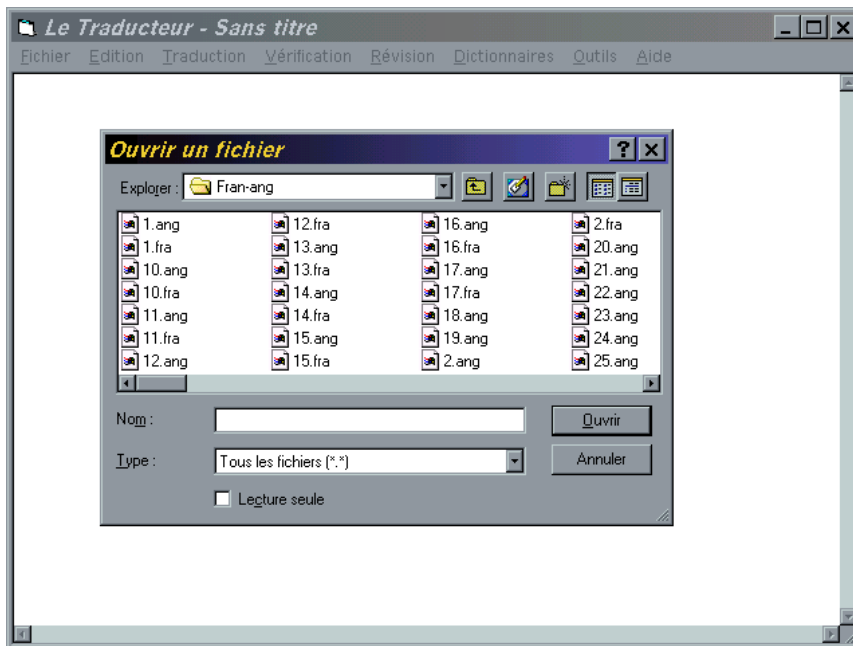 Le Traducteur - Sans titre
Fichier Edition Traduction Vérification Révision Dictionnaires Outils Aide
Ouvrir un fichier
Explorer : Fran-ang
1.ang 12.fra 16.ang 2.fra
1.fra 13.ang 16.fra 20.ang
10.ang 13.fra 17.ang 21.ang
10.fra 14.ang 17.fra 22.ang
11.ang 14.fra 18.ang 23.ang
11.fra 15.ang 19.ang 24.ang
12.ang 15.fra 2.ang 25.ang
Nom : Ouvrir
Type : Tous les fichiers (*.*) Annuler
Lecture seule